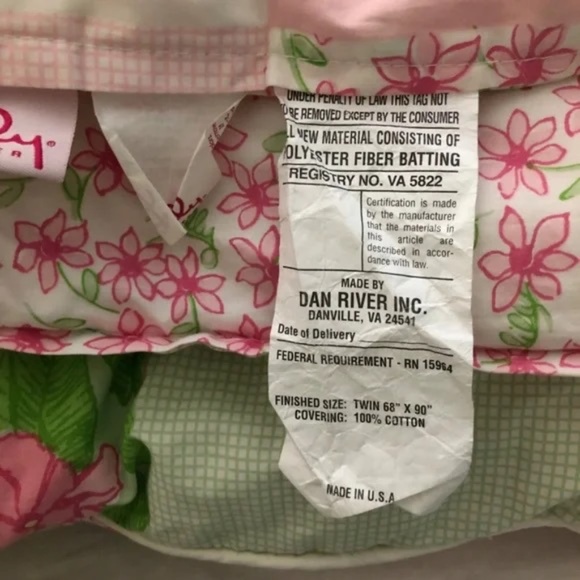 UNDER PENALTY OF LAW THIS TAG NOT
BE REMOVED EXCEPT BY THE CONSUMER
NEW MATERIAL CONSISTING OF
POLYESTER FIBER BATTING
REGISTRY NO. VA 5822
Certification is made
by the manufacturer
that the materials in
this article are
described in accor-
dance with law.
MADE BY
DAN RIVER INC.
DANVILLE, VA 24541
Date of Delivery
FEDERAL REQUIREMENT - RN 15964
FINISHED SIZE: TWIN 68" X 90"
COVERING: 100% COTTON
MADE IN U.S.A